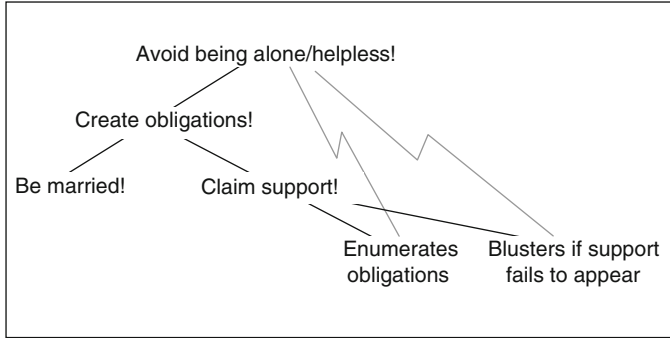 Avoid being alone/helpless!
Create obligations!
Be married!
Claim support!
Enumerates
obligations
Blusters if support
fails to appear